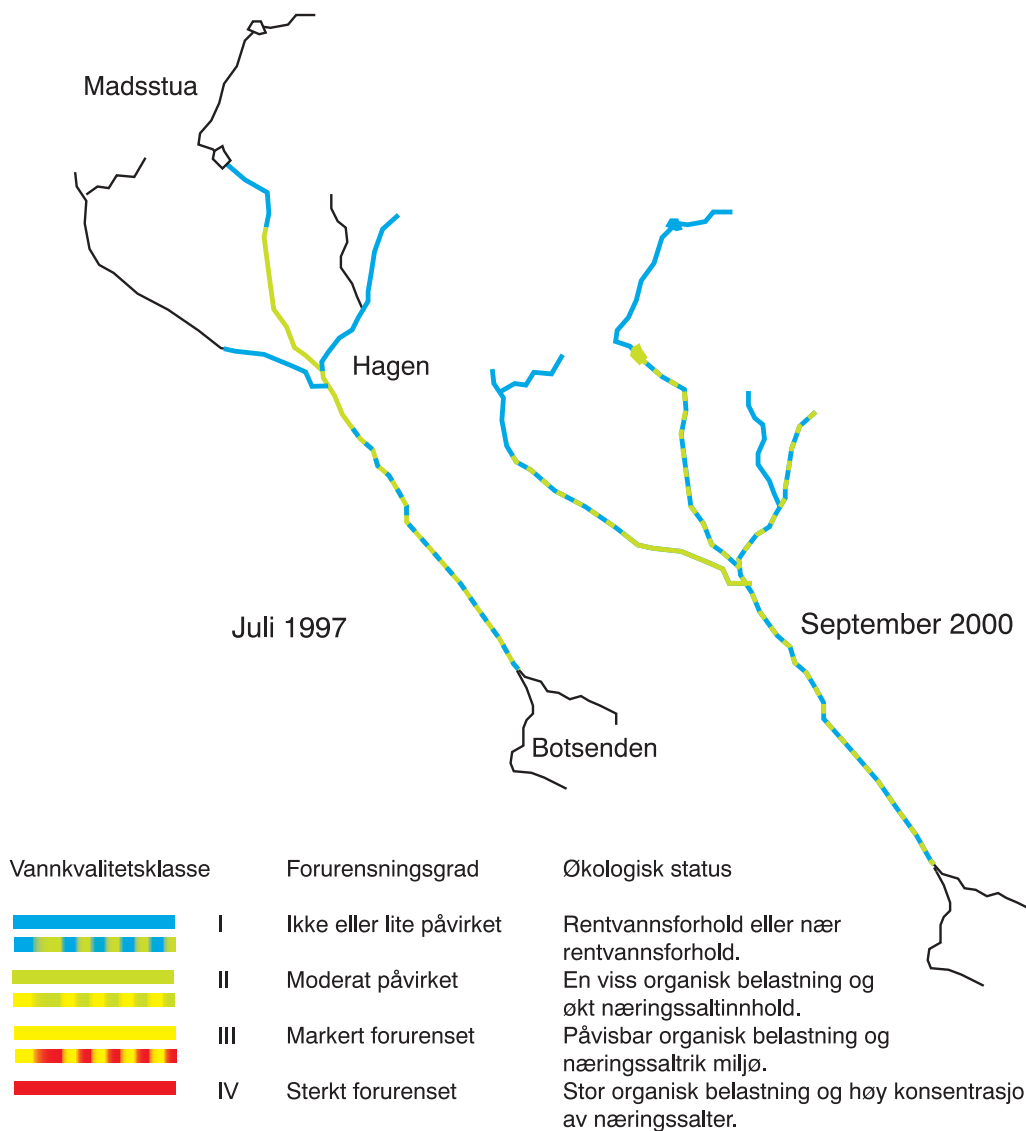 Madsstua
Hagen
Juli 1997
September 2000
Botsenden
Vannkvalitetsklasse Forurensningsgrad Økologisk status
I Ikke eller lite påvirket Rentvannsforhold eller nær
rentvannsforhold.
II Moderat påvirket En viss organisk belastning og
økt næringssaltinnhold.
III Markert forurenset Påvisbar organisk belastning og
næringssaltrik miljø.
IV Sterkt forurenset Stor organisk belastning og høy konsentrasjo
av næringssalter.